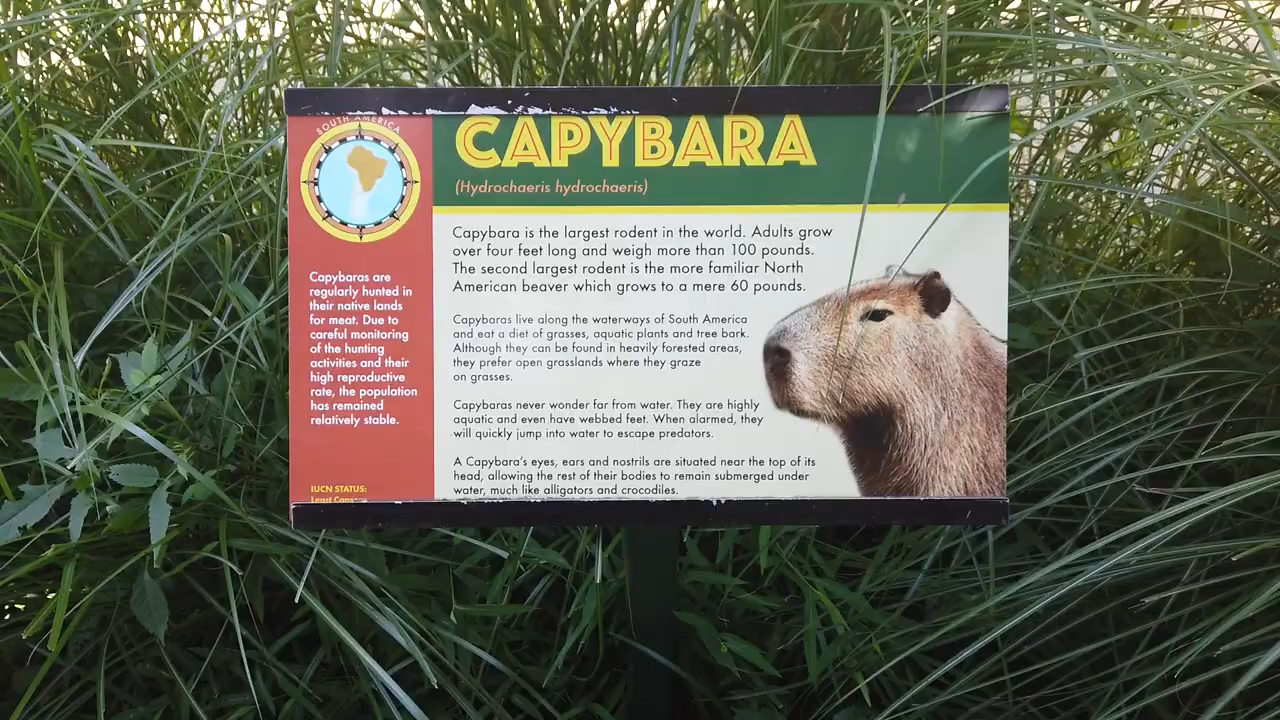 SOUTH AMERICA
CAPYBARA
(Hydrochaeris hydrochaeris)
Capybara is the largest rodent in the world. Adults grow
over four feet long and weigh more than 100 pounds.
The second largest rodent is the more familiar North
American beaver which grows to a mere 60 pounds.
Capybaras live along the waterways of South America
and eat a diet of grasses, aquatic plants and tree bark.
Although they can be found in heavily forested areas,
they prefer open grasslands where they graze
on grasses.
Capybaras never wonder far from water. They are highly
aquatic and even have webbed feet. When alarmed, they
will quickly jump into water to escape predators.
A Capybara's eyes, ears and nostrils are situated near the top of its
head, allowing the rest of their bodies to remain submerged under
water, much like alligators and crocodiles.
Capybaras are
regularly hunted in
their native lands
for meat. Due to
careful monitoring
of the hunting
activities and their
high reproductive
rate, the population
has remained
relatively stable.
IUCN STATUS:
Least